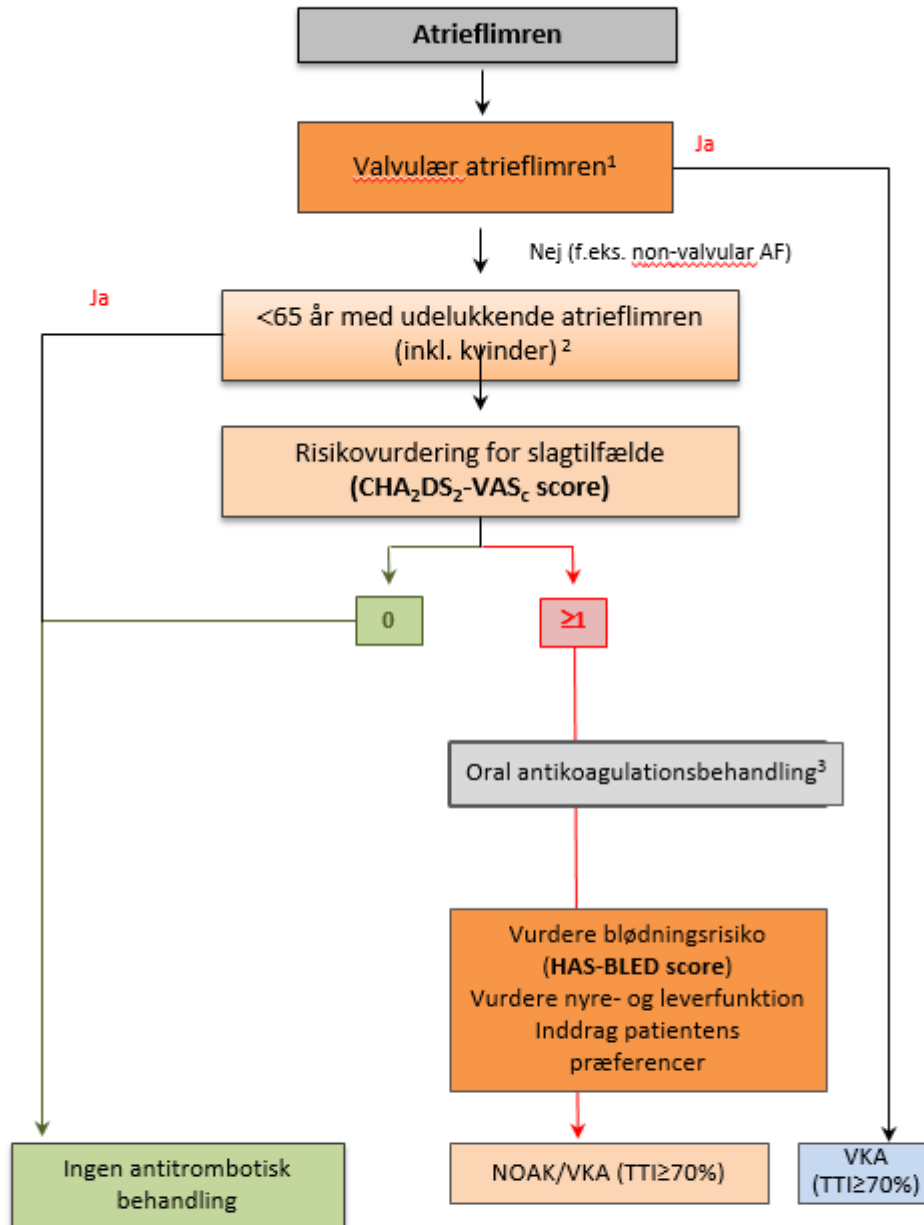 Atrieflimren
Valvulær atrieflimren¹
Ja
Nej (f.eks. non-valvular AF)
Ja
<65 år med udelukkende atrieflimren
(inkl. kvinder) ²
Risikovurdering for slagtilfælde
(CHA₂DS₂-VASc score)
0
≥1
Oral antikoagulationsbehandling³
Vurdere blødningsrisiko
(HAS-BLED score)
Vurdere nyre- og leverfunktion
Inddrag patientens
præferencer
Ingen antitrombotisk
behandling
NOAK/VKA (TTI≥70%)
VKA
(TTI≥70%)